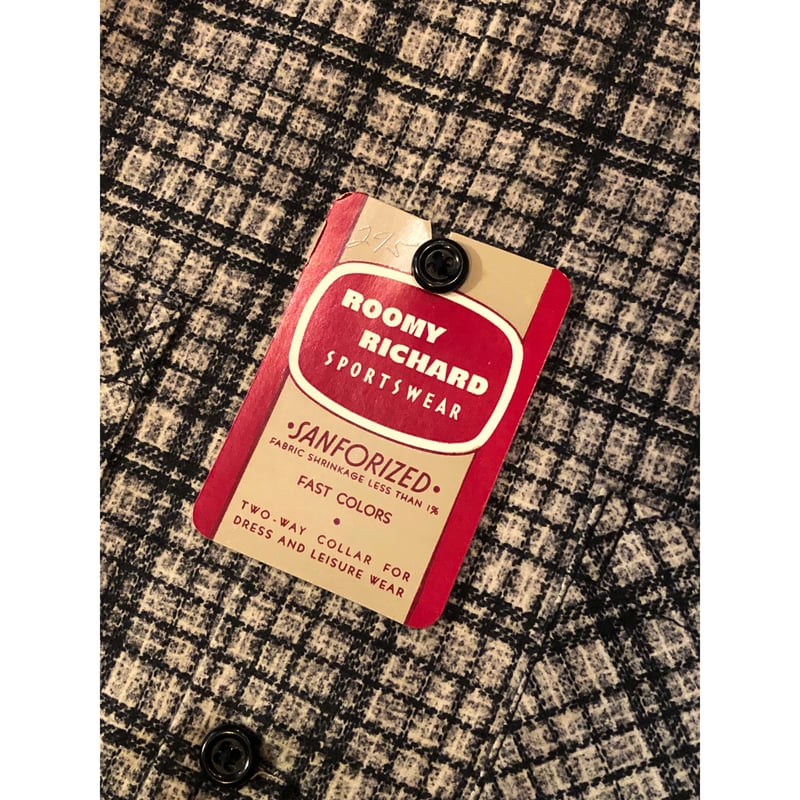 295
ROOMY
RICHARD
SPORTSWEAR
•SANFORIZED•
FABRIC SHRINKAGE LESS THAN 1%
FAST COLORS
•
TWO-WAY COLLAR FOR
DRESS AND LEISURE WEAR